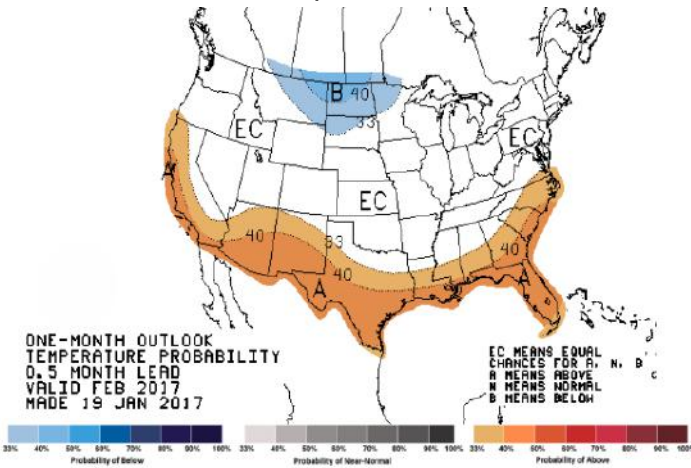 B 40
33
EC
EC
A
EC
40
33
40
40
A
A
ONE-MONTH OUTLOOK
TEMPERATURE PROBABILITY
0.5 MONTH LEAD
VALID FEB 2017
MADE 19 JAN 2017
EC MEANS EQUAL
CHANCES FOR A, N, B
A MEANS ABOVE
N MEANS NORMAL
B MEANS BELOW
33% 40% 50% 60% 70% 80% 90% 100%
Probability of Below
33% 40% 50% 60% 70% 80% 90% 100%
Probability of Near-Normal
33% 40% 50% 60% 70% 80% 90% 100%
Probability of Above